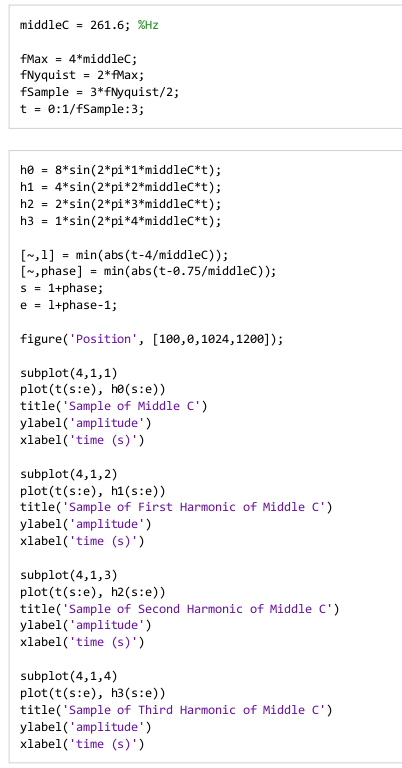 middleC = 261.6; %Hz
fMax = 4*middleC;
fNyquist = 2*fMax;
fSample = 3*fNyquist/2;
t = 0:1/fSample:3;
h0 = 8*sin(2*pi*1*middleC*t);
h1 = 4*sin(2*pi*2*middleC*t);
h2 = 2*sin(2*pi*3*middleC*t);
h3 = 1*sin(2*pi*4*middleC*t);
[~,l] = min(abs(t-4/middleC));
[~,phase] = min(abs(t-0.75/middleC));
s = 1+phase;
e = l+phase-1;
figure('Position', [100,0,1024,1200]);
subplot(4,1,1)
plot(t(s:e), h0(s:e))
title('Sample of Middle C')
ylabel('amplitude')
xlabel('time (s)')
subplot(4,1,2)
plot(t(s:e), h1(s:e))
title('Sample of First Harmonic of Middle C')
ylabel('amplitude')
xlabel('time (s)')
subplot(4,1,3)
plot(t(s:e), h2(s:e))
title('Sample of Second Harmonic of Middle C')
ylabel('amplitude')
xlabel('time (s)')
subplot(4,1,4)
plot(t(s:e), h3(s:e))
title('Sample of Third Harmonic of Middle C')
ylabel('amplitude')
xlabel('time (s)')